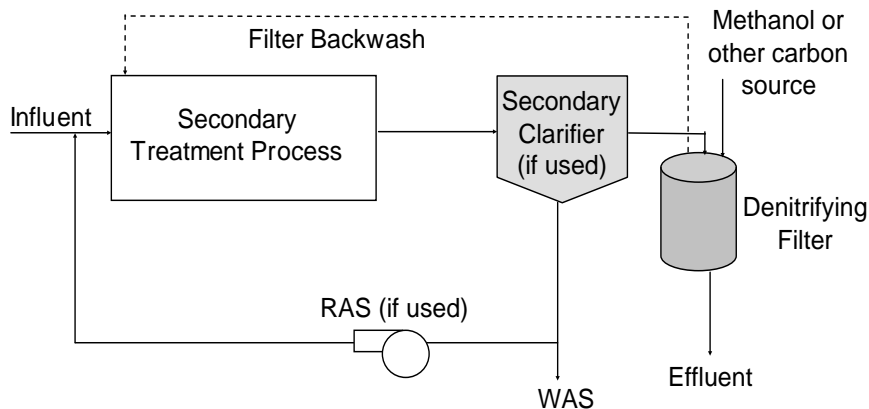 Methanol or
other carbon
source
Filter Backwash
Influent
Secondary
Treatment Process
Secondary
Clarifier
(if used)
Denitrifying
Filter
RAS (if used)
WAS
Effluent